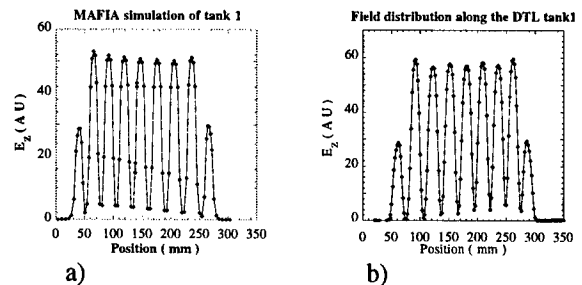 MAFIA simulation of tank 1
60
40
20
0
E_z (AU)
0 50 100 150 200 250 300 350
Position (mm)
a)
Field distribution along the DTL tank1
60
40
20
0
E_z (AU)
0 50 100 150 200 250 300 350
Position (mm)
b)